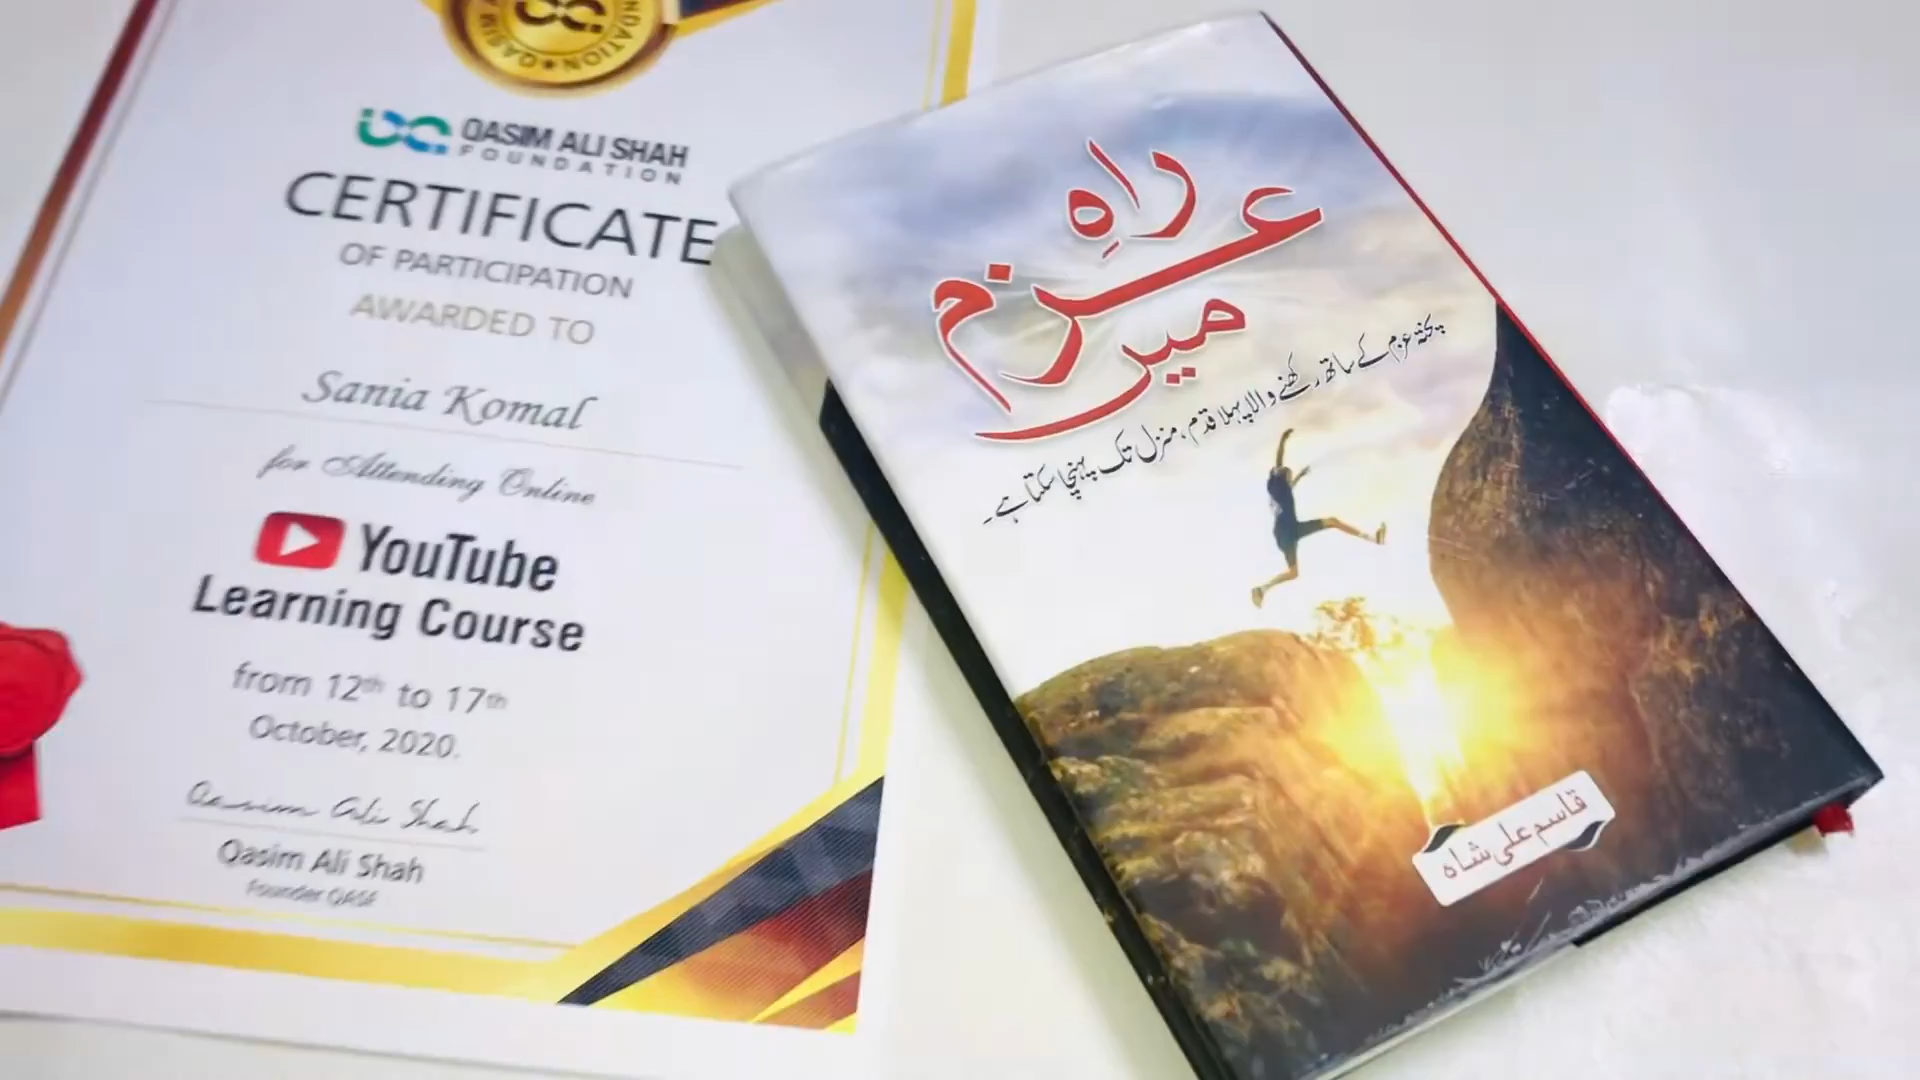 QASIM ALI SHAH
FOUNDATION
CERTIFICATE
OF PARTICIPATION
AWARDED TO
Sania Komal
for Attending Online
YouTube
Learning Course
from 12th to 17th
October, 2020.
Qasim Ali Shah
Qasim Ali Shah
Founder QASF
راہِ
عزم
میں
پختہ عزم کے ساتھ رکھنے والا پہلا قدم، منزل تک پہنچا سکتا ہے۔
قاسم علی شاہ